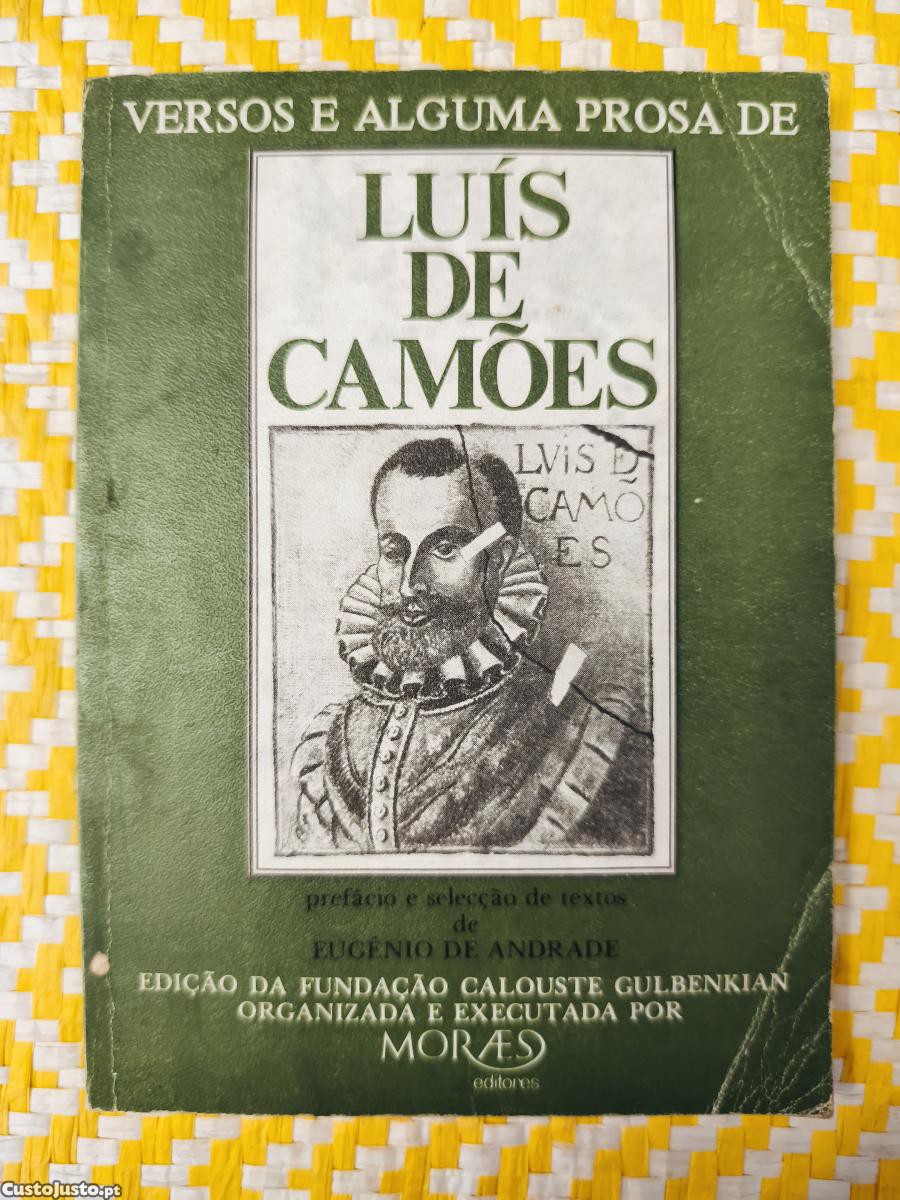 VERSOS E ALGUMA PROSA DE
LUÍS
DE
CAMÕES
LVIS D
CAMÕ
ES
prefácio e selecção de textos
de
EUGÉNIO DE ANDRADE
EDIÇÃO DA FUNDAÇÃO CALOUSTE GULBENKIAN
ORGANIZADA E EXECUTADA POR
MORÆS
editores
CustoJusto.pt